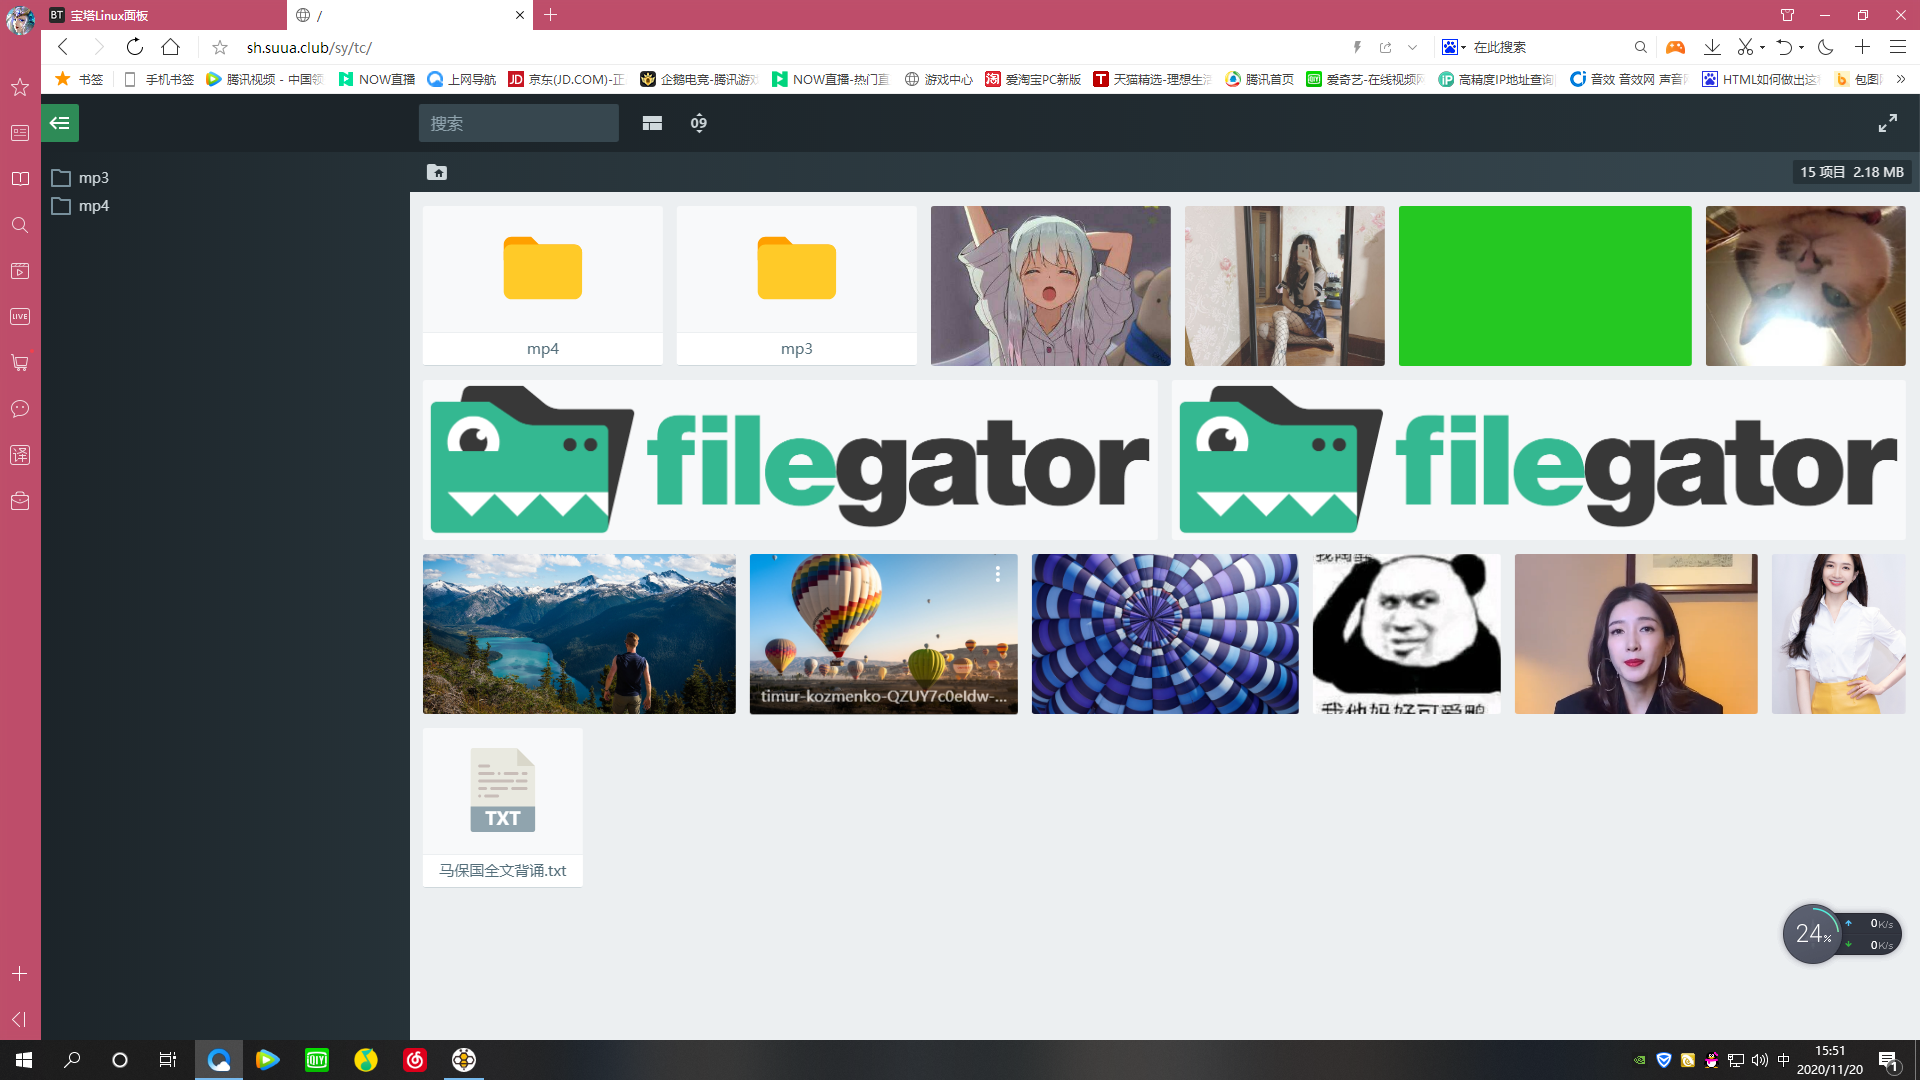 宝塔Linux面板
/
sh.suua.club/sy/tc/
在此搜索
书签
手机书签
腾讯视频 - 中国领
NOW直播
上网导航
京东(JD.COM)-正
企鹅电竞-腾讯游戏
NOW直播-热门直
游戏中心
爱淘宝PC新版
天猫精选-理想生活
腾讯首页
爱奇艺-在线视频网
高精度IP地址查询
音效 音效网 声音网
HTML如何做出这
包图
搜索
09
mp3
mp4
15 项目 2.18 MB
mp4
mp3
filegator
filegator
timur-kozmenko-QZUY7c0eldw-...
我他妈好可爱鸭
TXT
马保国全文背诵.txt
24%
0K/s
0K/s
LIVE
译
中
15:51
2020/11/20
1